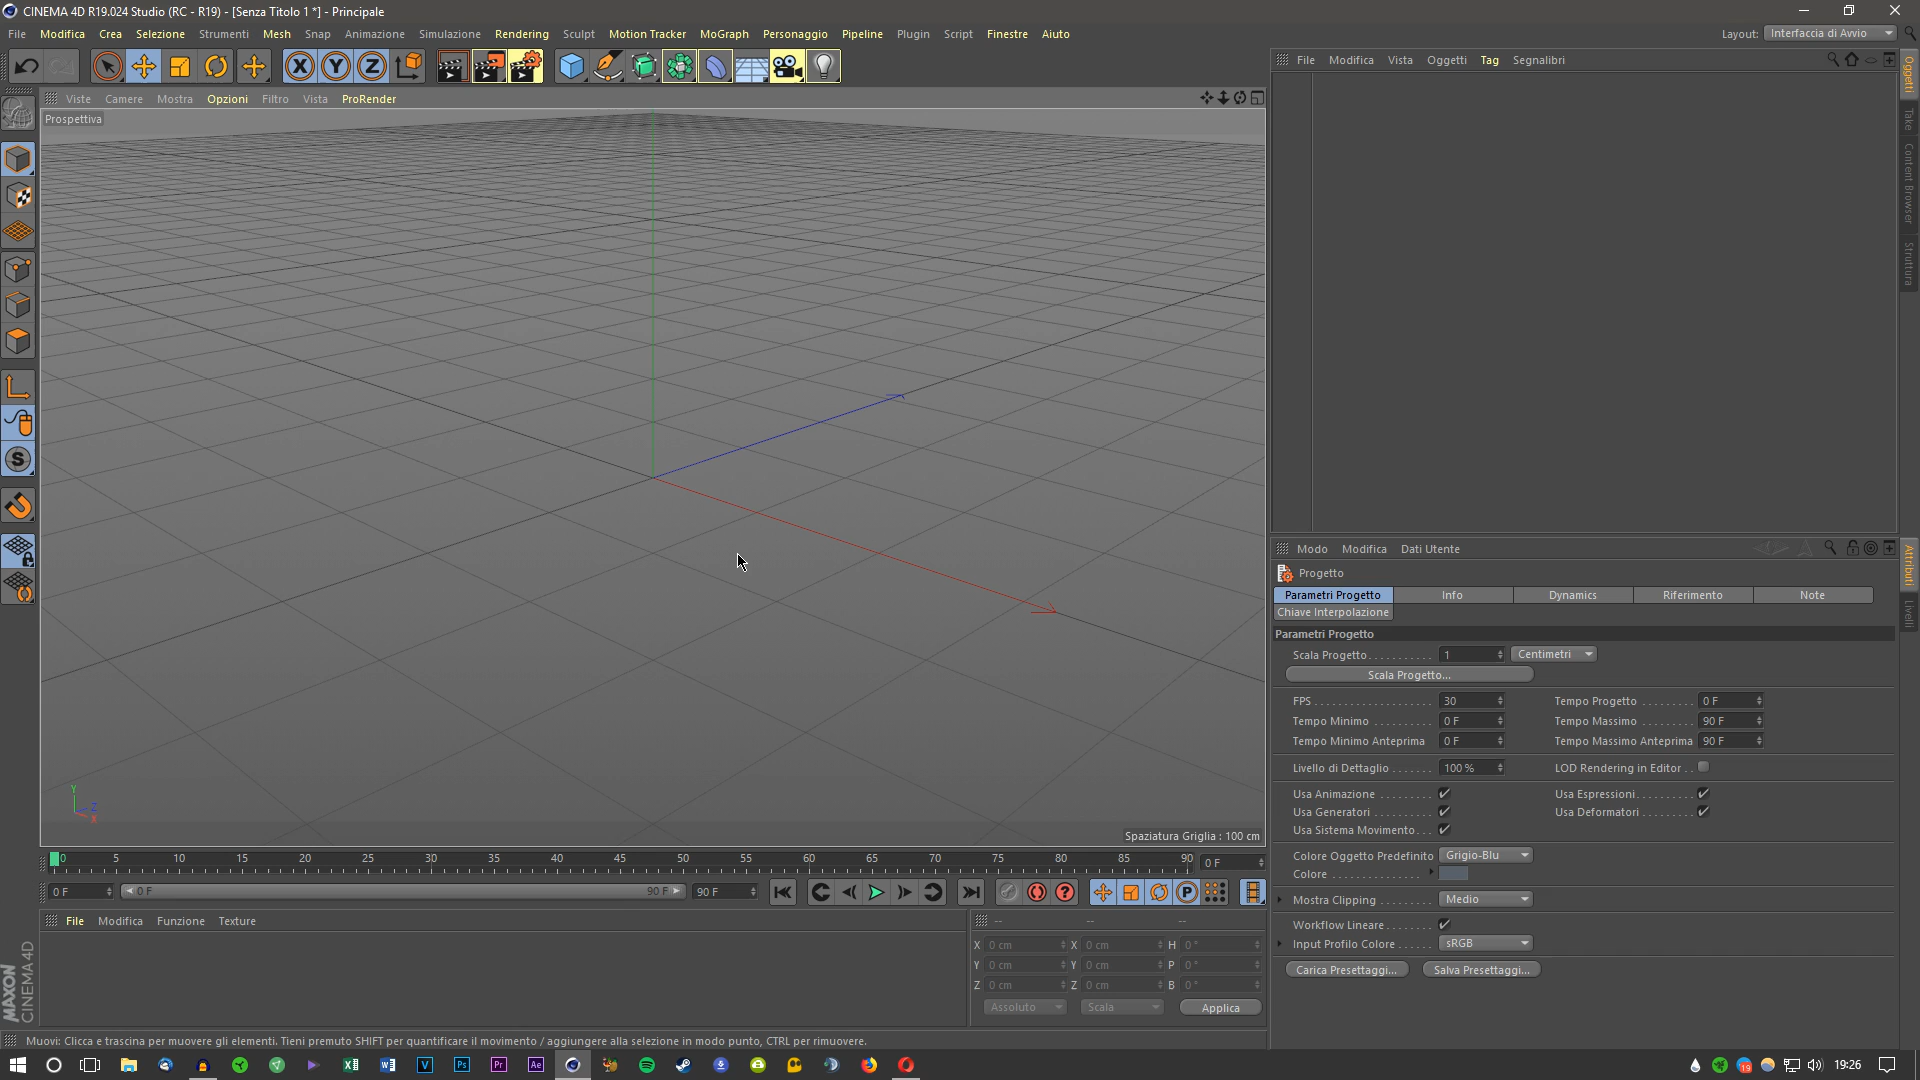 CINEMA 4D R19.024 Studio (RC - R19) - [Senza Titolo 1 *] - Principale
File Modifica Crea Selezione Strumenti Mesh Snap Animazione Simulazione Rendering Sculpt Motion Tracker MoGraph Personaggio Pipeline Plugin Script Finestre Aiuto Layout: Interfaccia di Avvio
File Modifica Vista Oggetti Tag Segnalibri
Oggetti
Take
Content Browser
Struttura
Viste Camere Mostra Opzioni Filtro Vista ProRender
Prospettiva
Y
Z
X
Spaziatura Griglia : 100 cm
Modo Modifica Dati Utente
Attributi
Livelli
Progetto
Parametri Progetto Info Dynamics Riferimento Note
Chiave Interpolazione
Parametri Progetto
Scala Progetto........... 1 Centimetri
Scala Progetto...
FPS 30 Tempo Progetto 0 F
Tempo Minimo 0 F Tempo Massimo 90 F
Tempo Minimo Anteprima 0 F Tempo Massimo Anteprima 90 F
Livello di Dettaglio 100 % LOD Rendering in Editor
Usa Animazione Usa Espressioni
Usa Generatori Usa Deformatori
Usa Sistema Movimento
Colore Oggetto Predefinito Grigio-Blu
Colore
Mostra Clipping Medio
Workflow Lineare
Input Profilo Colore sRGB
Carica Presettaggi... Salva Presettaggi...
0 5 10 15 20 25 30 35 40 45 50 55 60 65 70 75 80 85 90 0 F
0 F 0 F 90 F 90 F
File Modifica Funzione Texture
-- -- --
X 0 cm X 0 cm H 0 °
Y 0 cm Y 0 cm P 0 °
Z 0 cm Z 0 cm B 0 °
Assoluto Scala Applica
MAXON
CINEMA 4D
Muovi: Clicca e trascina per muovere gli elementi. Tieni premuto SHIFT per quantificare il movimento / aggiungere alla selezione in modo punto, CTRL per rimuovere.
19:26